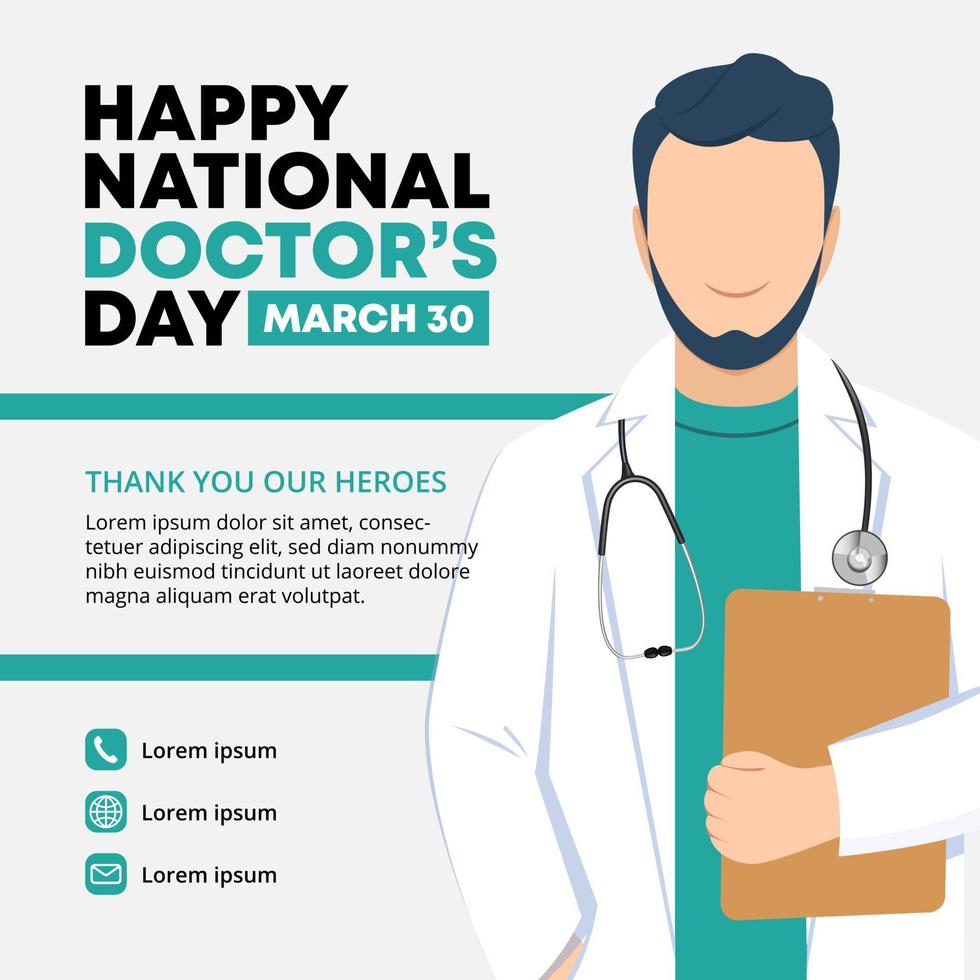 HAPPY
NATIONAL
DOCTOR’S
DAY MARCH 30
THANK YOU OUR HEROES
Lorem ipsum dolor sit amet, consec-
tetuer adipiscing elit, sed diam nonummy
nibh euismod tincidunt ut laoreet dolore
magna aliquam erat volutpat.
Lorem ipsum
Lorem ipsum
Lorem ipsum